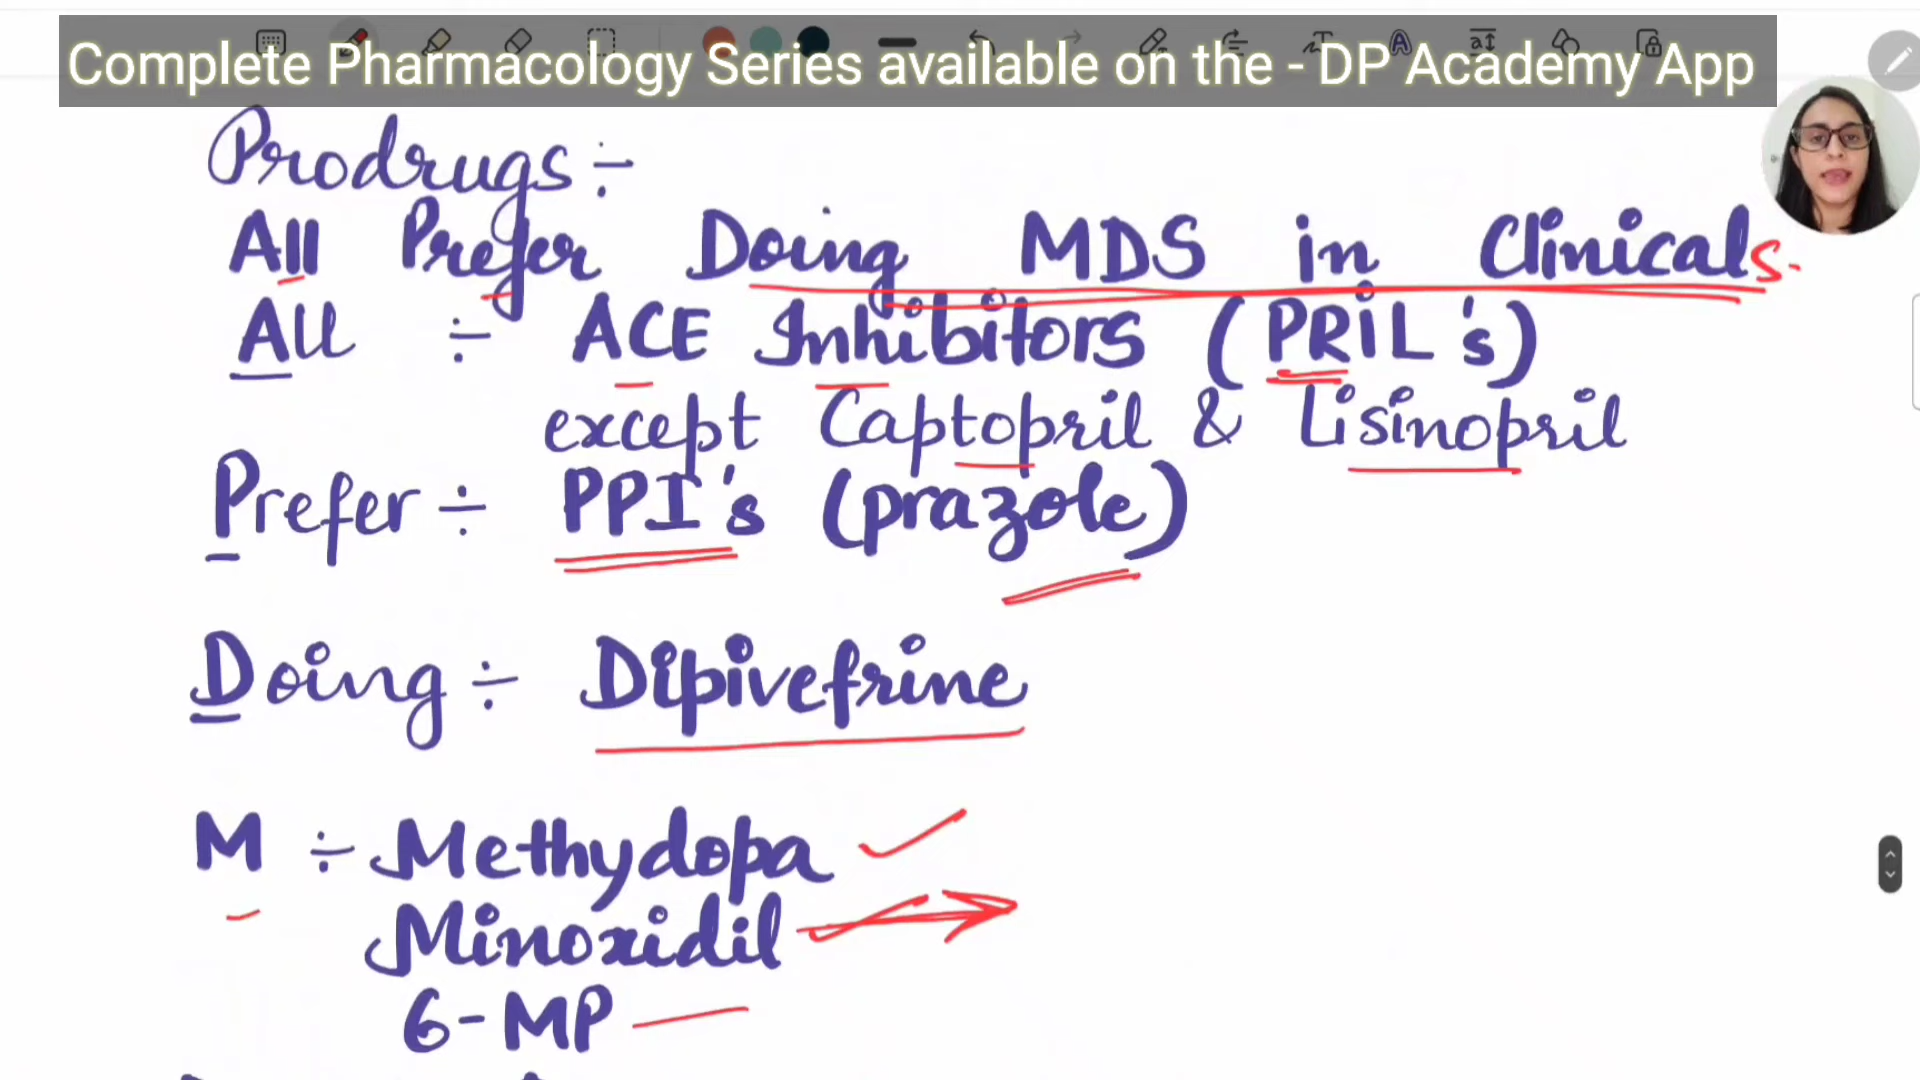 Complete Pharmacology Series available on the - DP Academy App
Prodrugs ÷
All Prefer Doing MDS in Clinicals.
All ÷ ACE Inhibitors (PRIL's)
except Captopril & Lisinopril
Prefer ÷ PPI's (prazole)
Doing ÷ Dipivefrine
M ÷ Methydopa
Minoxidil
6-MP